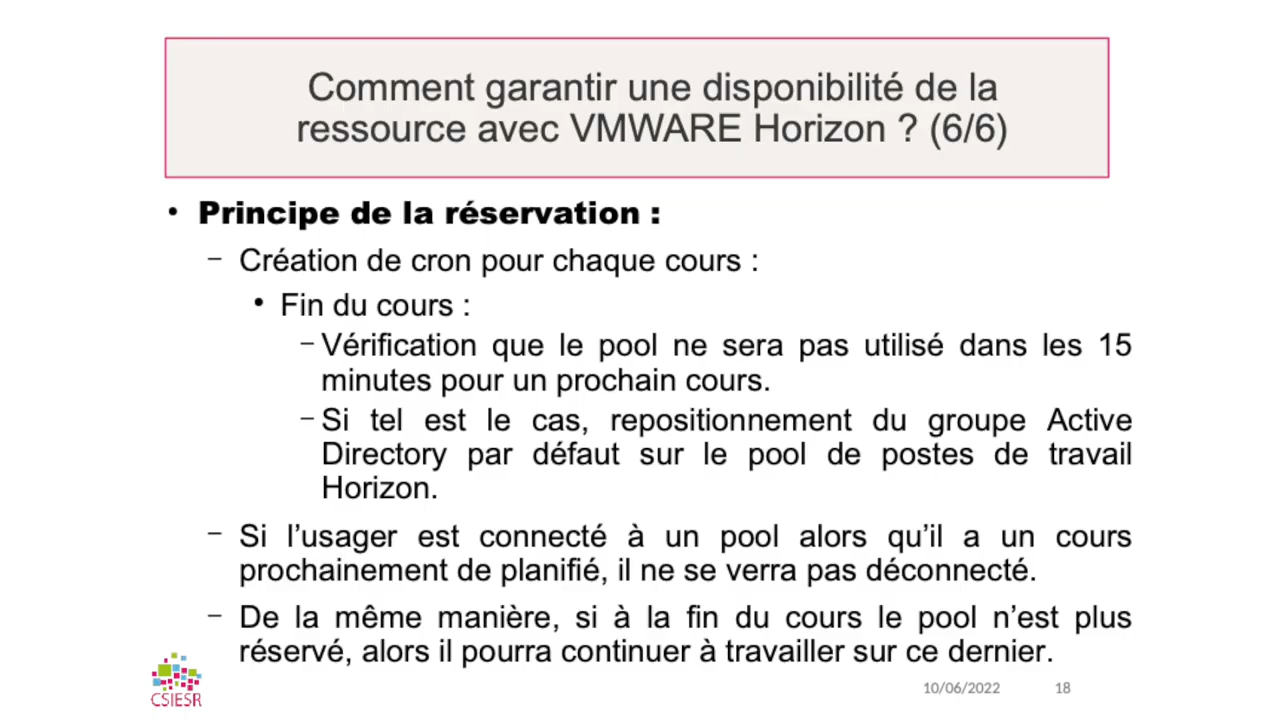 Comment garantir une disponibilité de la
ressource avec VMWARE Horizon ? (6/6)
• Principe de la réservation :
– Création de cron pour chaque cours :
• Fin du cours :
– Vérification que le pool ne sera pas utilisé dans les 15
minutes pour un prochain cours.
– Si tel est le cas, repositionnement du groupe Active
Directory par défaut sur le pool de postes de travail
Horizon.
– Si l’usager est connecté à un pool alors qu’il a un cours
prochainement de planifié, il ne se verra pas déconnecté.
– De la même manière, si à la fin du cours le pool n’est plus
réservé, alors il pourra continuer à travailler sur ce dernier.
CSIESR
10/06/2022 18